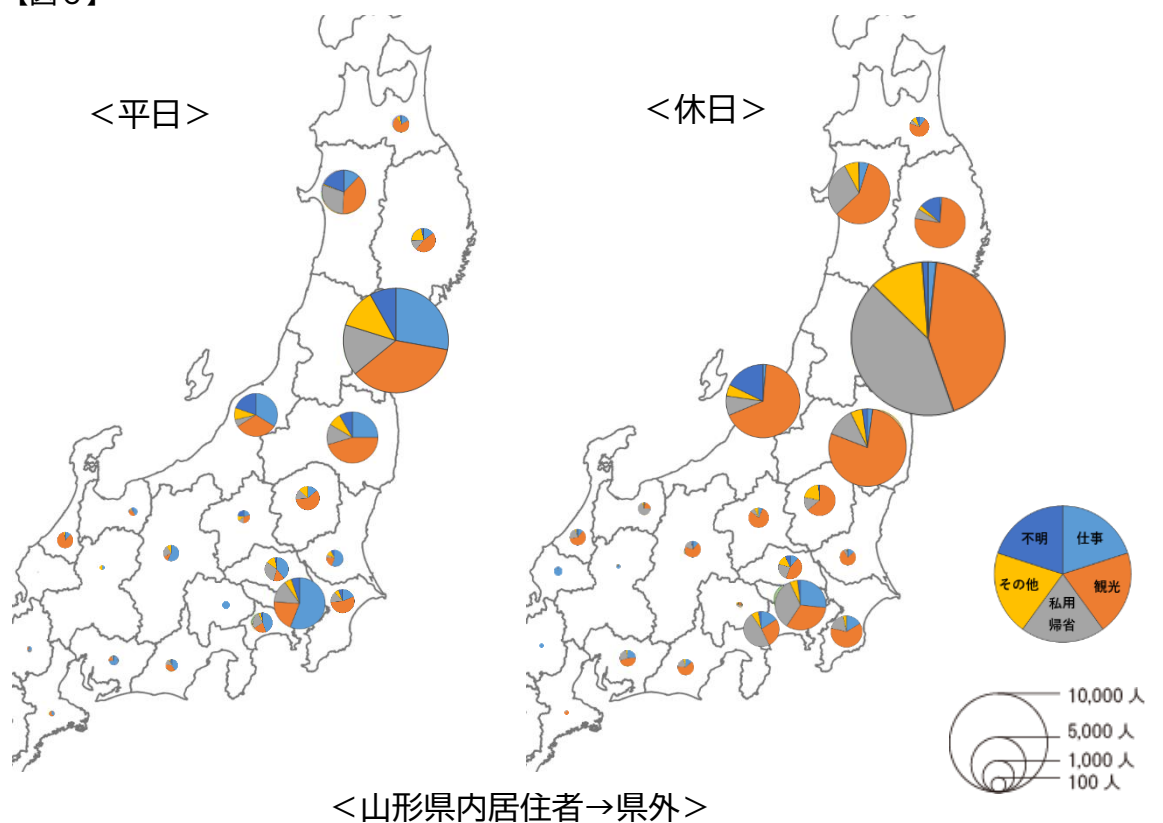 ＜平日＞
＜休日＞
不明
仕事
その他
観光
私用
帰省
10,000 人
5,000 人
1,000 人
100 人
＜山形県内居住者→県外＞